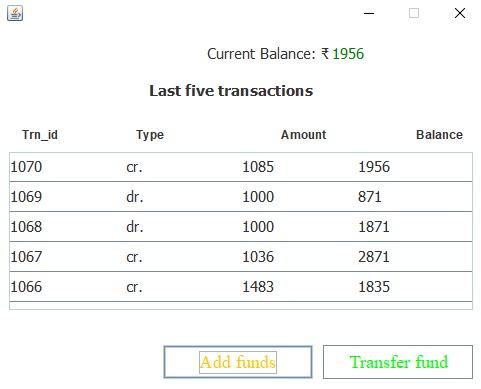 Current Balance: ₹ 1956
Last five transactions
Trn_id Type Amount Balance
1070 cr. 1085 1956
1069 dr. 1000 871
1068 dr. 1000 1871
1067 cr. 1036 2871
1066 cr. 1483 1835
Add funds Transfer fund